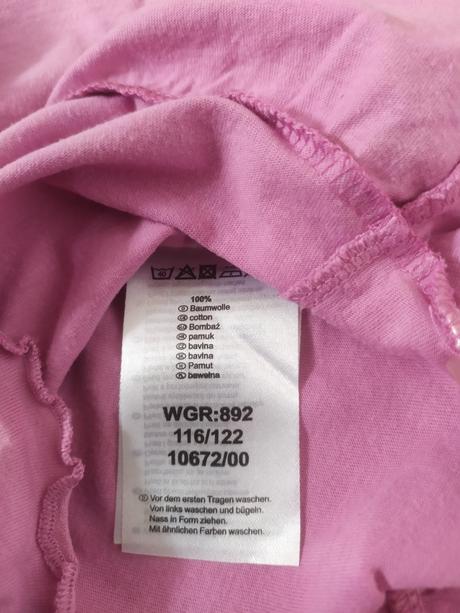 40
100%
Baumwolle
cotton
Bombaž
pamuk
bavlna
bavlna
Pamut
bawełna
WGR:892
116/122
10672/00
Vor dem ersten Tragen waschen.
Von links waschen und bügeln.
Nass in Form ziehen.
Mit ähnlichen Farben waschen.